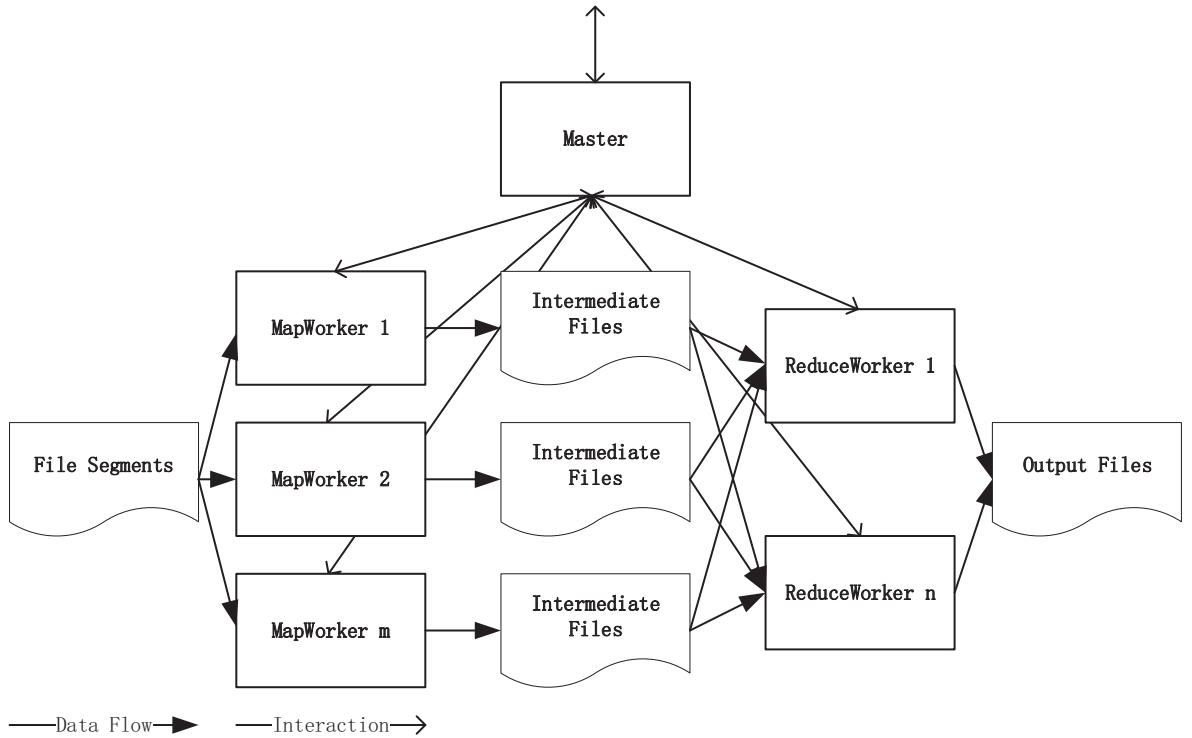 Master
MapWorker 1
Intermediate
Files
ReduceWorker 1
File Segments
MapWorker 2
Intermediate
Files
Output Files
MapWorker m
Intermediate
Files
ReduceWorker n
Data Flow
Interaction